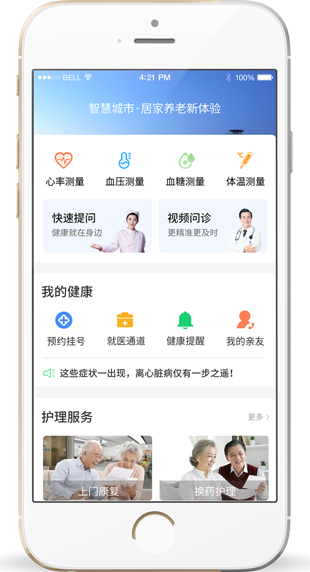 BELL 4:21 PM 100%
智慧城市·居家养老新体验
心率测量 血压测量 血糖测量 体温测量
快速提问 视频问诊
健康就在身边 更精准更及时
我的健康
预约挂号 就医通道 健康提醒 我的亲友
这些症状一出现，离心脏病仅有一步之遥！
护理服务 更多 >
上门康复 换药护理